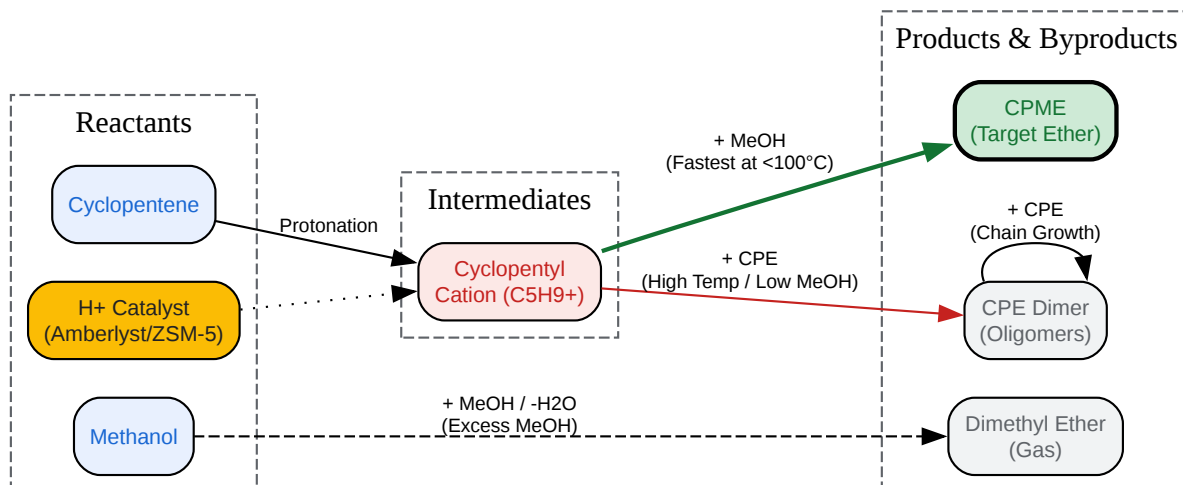 Products & Byproducts
CPME
(Target Ether)
Reactants
+ MeOH
(Fastest at <100°C)
Cyclopentene
Intermediates
Protonation
+ CPE
(Chain Growth)
Cyclopentyl
Cation (C5H9+)
+ CPE
(High Temp / Low MeOH)
H+ Catalyst
(Amberlyst/ZSM-5)
CPE Dimer
(Oligomers)
+ MeOH / -H2O
(Excess MeOH)
Methanol
Dimethyl Ether
(Gas)